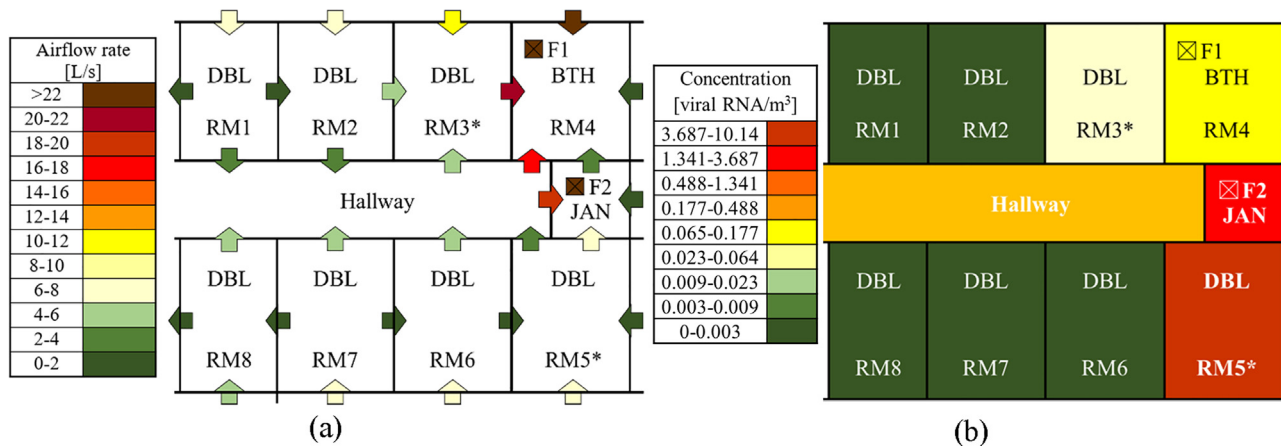 Airflow rate
[L/s]
>22
20-22
18-20
16-18
14-16
12-14
10-12
8-10
6-8
4-6
2-4
0-2
DBL
RM1
DBL
RM2
DBL
RM3*
F1
BTH
RM4
Hallway
F2
JAN
DBL
RM8
DBL
RM7
DBL
RM6
DBL
RM5*
(a)
Concentration
[viral RNA/m³]
3.687-10.14
1.341-3.687
0.488-1.341
0.177-0.488
0.065-0.177
0.023-0.064
0.009-0.023
0.003-0.009
0-0.003
DBL
RM1
DBL
RM2
DBL
RM3*
F1
BTH
RM4
Hallway
F2
JAN
DBL
RM8
DBL
RM7
DBL
RM6
DBL
RM5*
(b)